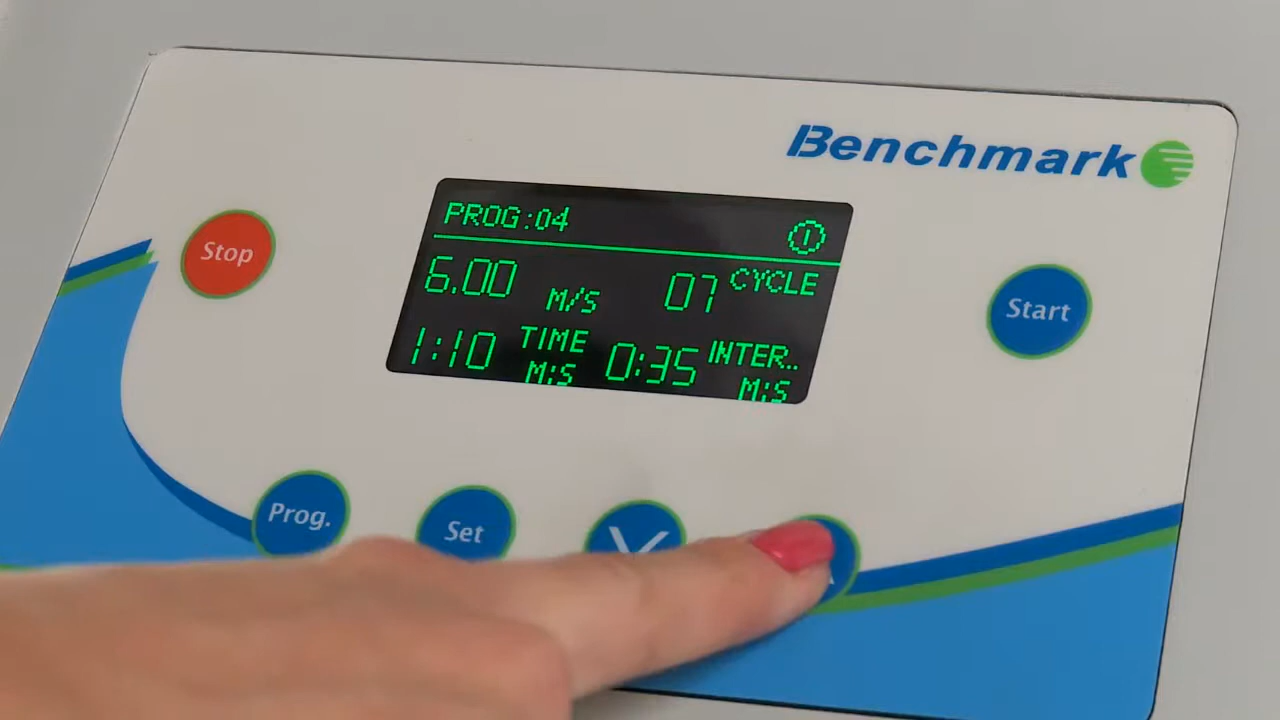 Benchmark
PROG:04
6.00 M/S 07 CYCLE
1:10 TIME M:S 0:35 INTER.. M:S
Stop
Start
Prog.
Set